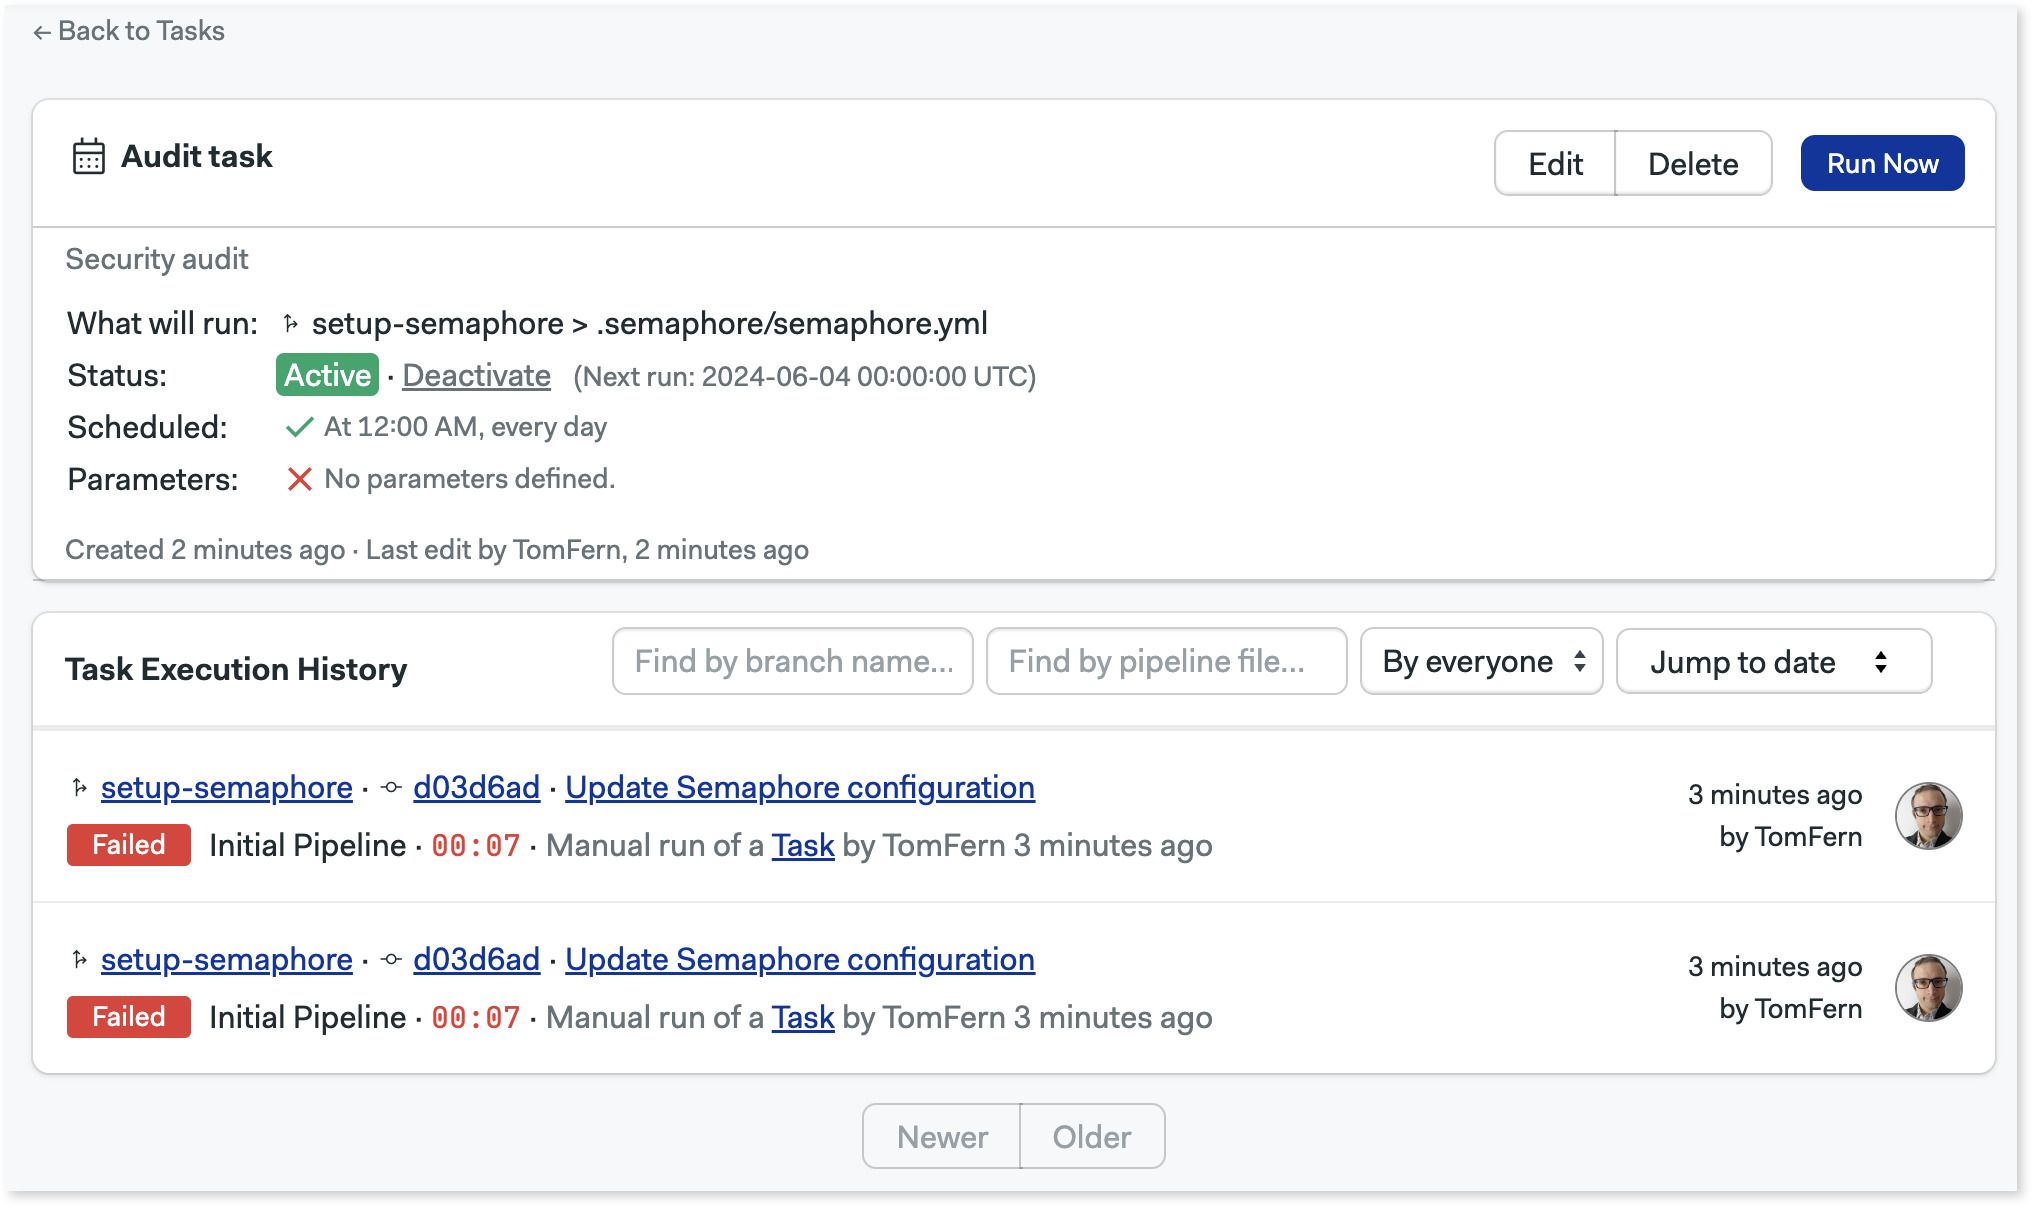 ← Back to Tasks
Audit task
Edit
Delete
Run Now
Security audit
What will run: setup-semaphore > .semaphore/semaphore.yml
Status: Active · Deactivate (Next run: 2024-06-04 00:00:00 UTC)
Scheduled: At 12:00 AM, every day
Parameters: No parameters defined.
Created 2 minutes ago · Last edit by TomFern, 2 minutes ago
Task Execution History
Find by branch name...
Find by pipeline file...
By everyone
Jump to date
setup-semaphore · d03d6ad · Update Semaphore configuration
Failed Initial Pipeline · 00:07 · Manual run of a Task by TomFern 3 minutes ago
3 minutes ago
by TomFern
setup-semaphore · d03d6ad · Update Semaphore configuration
Failed Initial Pipeline · 00:07 · Manual run of a Task by TomFern 3 minutes ago
3 minutes ago
by TomFern
Newer
Older